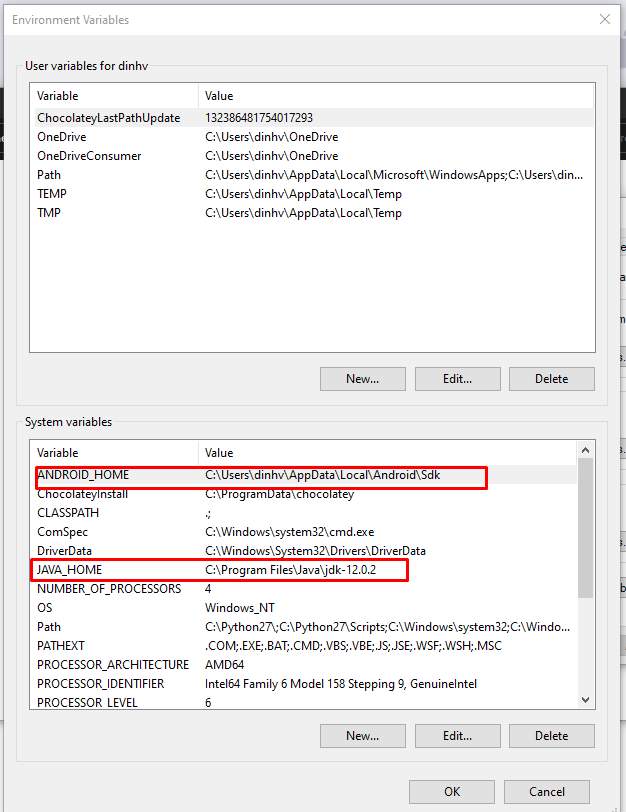 Environment Variables
User variables for dinhv
Variable Value
ChocolateyLastPathUpdate 132386481754017293
OneDrive C:\Users\dinhv\OneDrive
OneDriveConsumer C:\Users\dinhv\OneDrive
Path C:\Users\dinhv\AppData\Local\Microsoft\WindowsApps;C:\Users\din...
TEMP C:\Users\dinhv\AppData\Local\Temp
TMP C:\Users\dinhv\AppData\Local\Temp
New... Edit... Delete
System variables
Variable Value
ANDROID_HOME C:\Users\dinhv\AppData\Local\Android\Sdk
ChocolateyInstall C:\ProgramData\chocolatey
CLASSPATH .;
ComSpec C:\Windows\system32\cmd.exe
DriverData C:\Windows\System32\Drivers\DriverData
JAVA_HOME C:\Program Files\Java\jdk-12.0.2
NUMBER_OF_PROCESSORS 4
OS Windows_NT
Path C:\Python27\;C:\Python27\Scripts;C:\Windows\system32;C:\Windo...
PATHEXT .COM;.EXE;.BAT;.CMD;.VBS;.VBE;.JS;.JSE;.WSF;.WSH;.MSC
PROCESSOR_ARCHITECTURE AMD64
PROCESSOR_IDENTIFIER Intel64 Family 6 Model 158 Stepping 9, GenuineIntel
PROCESSOR_LEVEL 6
New... Edit... Delete
OK Cancel